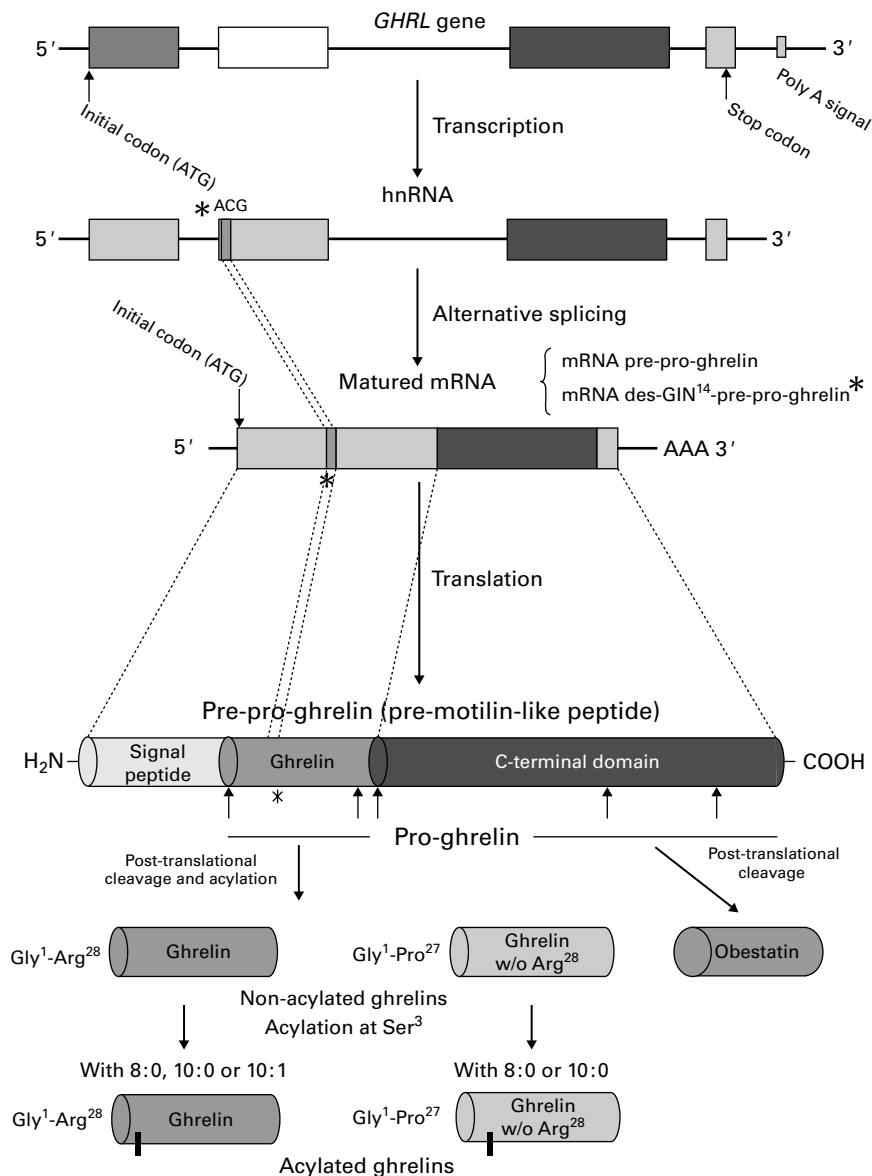 GHRL gene
5′
3′
Initial codon (ATG)
Stop codon
Poly A signal
Transcription
hnRNA
* ACG
5′
3′
Alternative splicing
Initial codon (ATG)
Matured mRNA
mRNA pre-pro-ghrelin
mRNA des-GIN¹⁴-pre-pro-ghrelin*
5′
AAA 3′
*
Translation
Pre-pro-ghrelin (pre-motilin-like peptide)
H₂N
Signal
peptide
Ghrelin
C-terminal domain
COOH
*
Pro-ghrelin
Post-translational
cleavage and acylation
Post-translational
cleavage
Gly¹-Arg²⁸
Ghrelin
Gly¹-Pro²⁷
Ghrelin
w/o Arg²⁸
Obestatin
Non-acylated ghrelins
Acylation at Ser³
With 8:0, 10:0 or 10:1
With 8:0 or 10:0
Gly¹-Arg²⁸
Ghrelin
Gly¹-Pro²⁷
Ghrelin
w/o Arg²⁸
Acylated ghrelins